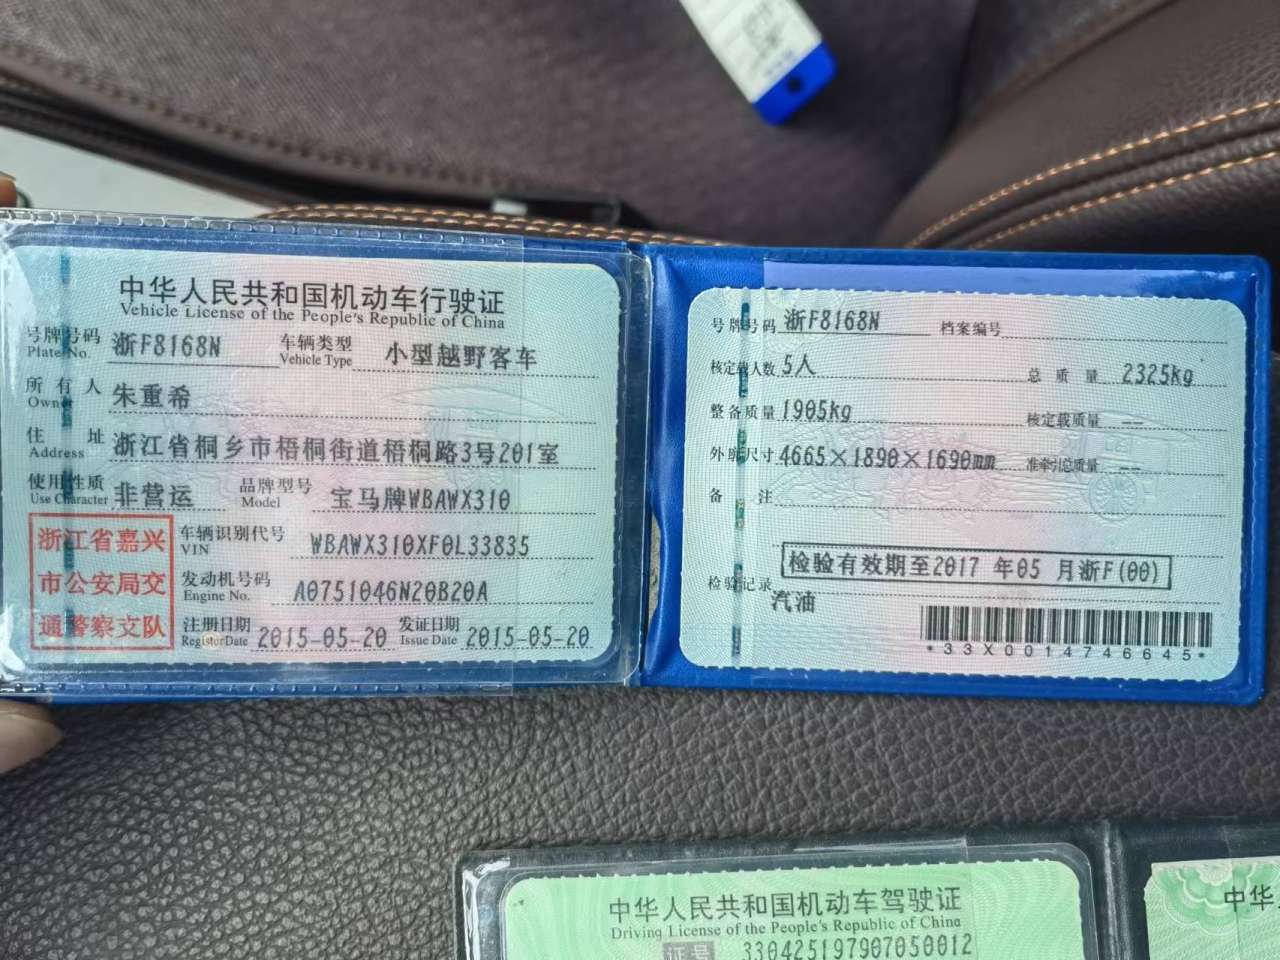 中华人民共和国机动车行驶证
Vehicle License of the People's Republic of China
号牌号码 浙F8168N 车辆类型 小型越野客车
Plate No. Vehicle Type
所有人 朱重希
Owner
住址 浙江省桐乡市梧桐街道梧桐路3号201室
Address
使用性质 非营运 品牌型号 宝马牌WBAWX310
Use Character Model
浙江省嘉兴
市公安局交
通警察支队
车辆识别代号 WBAWX310XF0L33835
VIN
发动机号码 A0751046N20B20A
Engine No.
注册日期 2015-05-20 发证日期 2015-05-20
Register Date Issue Date
号牌号码 浙F8168N 档案编号
核定载人数 5人 总质量 2325kg
整备质量 1905kg 核定载质量 --
外廓尺寸 4665×1890×1690mm 准牵引总质量 --
备注
检验有效期至2017 年05 月浙F(00)
检验记录
汽油
*33X0014746645*
中华人民共和国机动车驾驶证
Driving License of the People's Republic of China
证号 330425197907050012
中华人